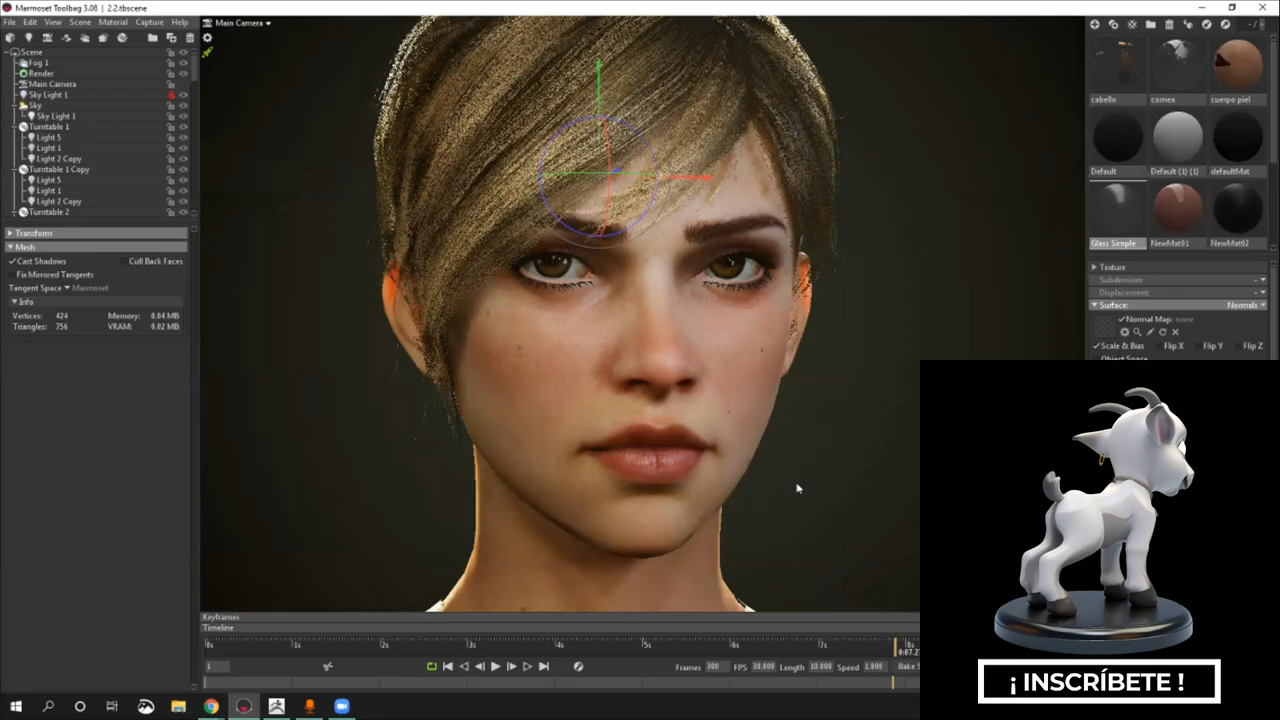 Marmoset Toolbag 3.08 | 2.2.tbscene
File Edit View Scene Material Capture Help
Main Camera
Scene
Fog 1
Render
Main Camera
Sky Light 1
Sky
Sky Light 1
Turntable 1
Light 5
Light 1
Light 2 Copy
Turntable 1 Copy
Light 5
Light 1
Light 2 Copy
Turntable 2
Transform
Mesh
Cast Shadows Cull Back Faces
Fix Mirrored Tangents
Tangent Space Marmoset
Info
Vertices: 424 Memory: 0.04 MB
Triangles: 756 VRAM: 0.02 MB
cabello cornea cuerpo piel
Default Default (1) (1) defaultMat
Glass Simple NewMat01 NewMat02
Texture
Subdivision:
Displacement:
Surface: Normals
Normal Map: none
Scale & Bias Flip X Flip Y Flip Z
Object Space
Keyframes
Timeline
0s 1s 2s 3s 4s 5s 6s 7s 8s
1 Frames 300 FPS 30.000 Length 10.000 Speed 1.000 Bake
¡ INSCRÍBETE !